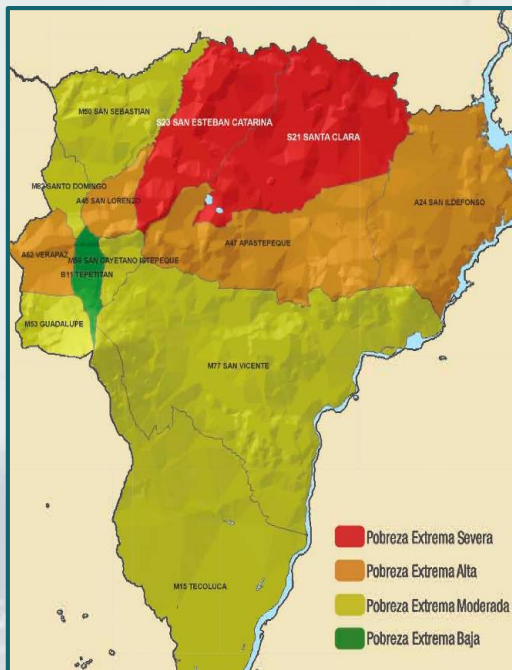 M50 SAN SEBASTIAN
S23 SAN ESTEBAN CATARINA
S21 SANTA CLARA
M82 SANTO DOMINGO
A45 SAN LORENZO
A24 SAN ILDEFONSO
A47 APASTEPEQUE
A62 VERAPAZ
M59 SAN CAYETANO ISTEPEQUE
B11 TEPETITAN
M53 GUADALUPE
M77 SAN VICENTE
M15 TECOLUCA
Pobreza Extrema Severa
Pobreza Extrema Alta
Pobreza Extrema Moderada
Pobreza Extrema Baja